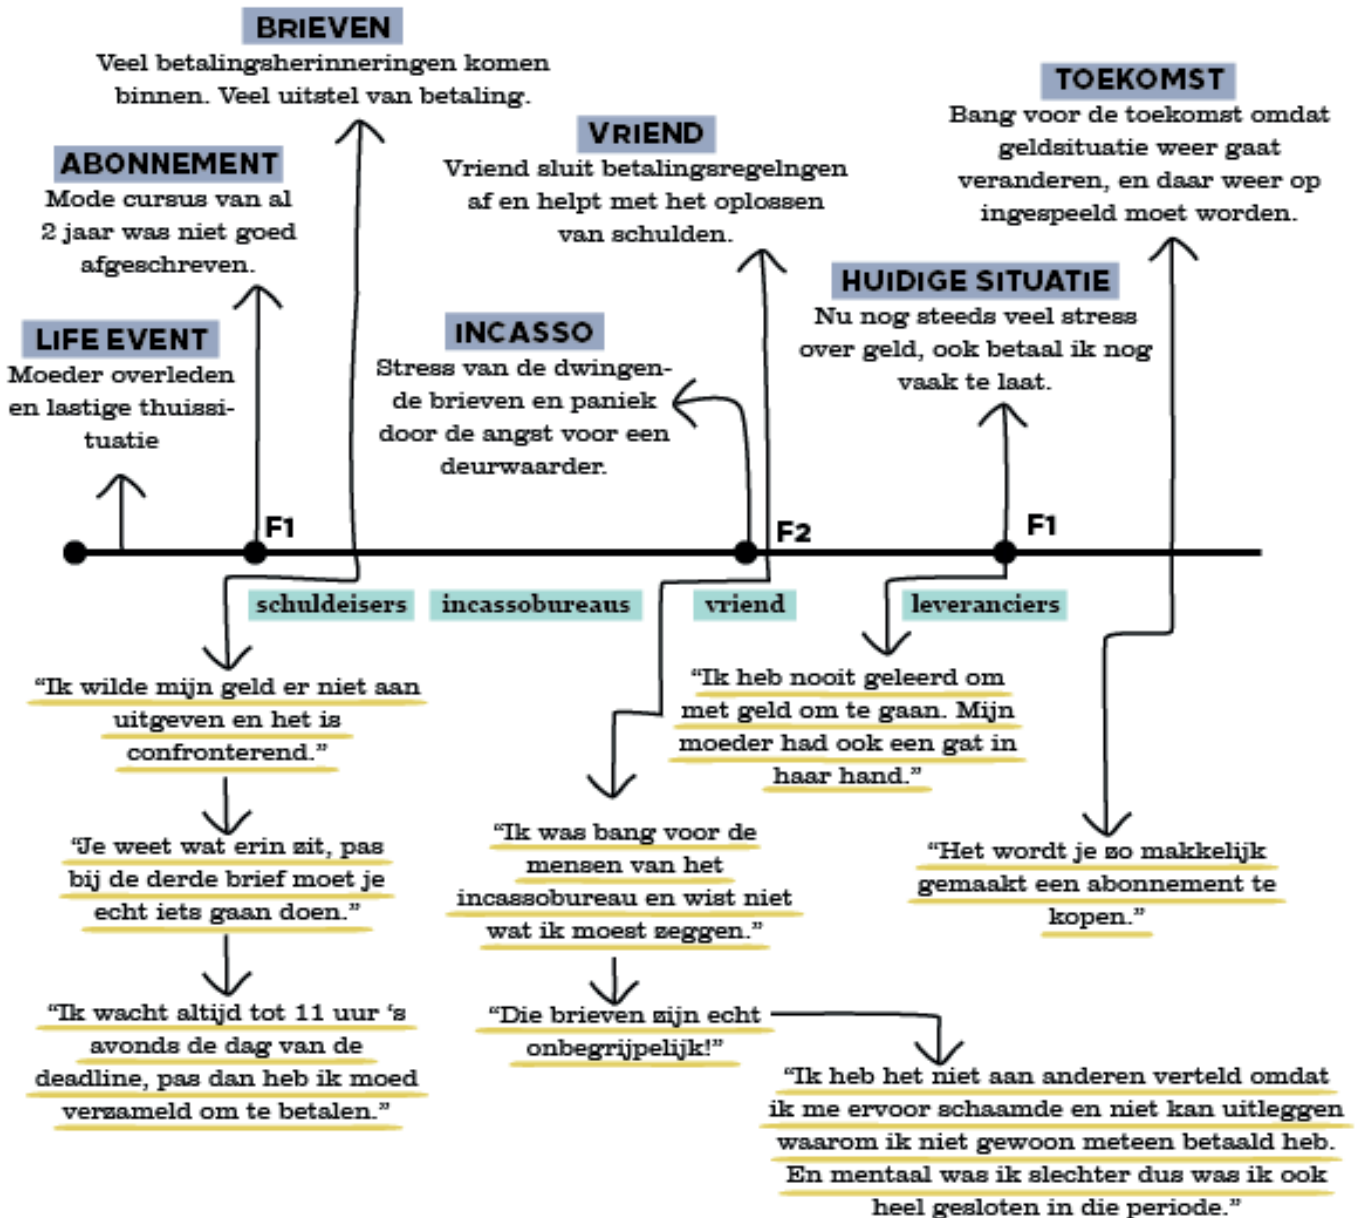 BRIEVEN
Veel betalingsherinneringen komen
binnen. Veel uitstel van betaling.
ABONNEMENT
Mode cursus van al
2 jaar was niet goed
afgeschreven.
LIFE EVENT
Moeder overleden
en lastige thuissi-
tuatie
VRIEND
Vriend sluit betalingsregelngen
af en helpt met het oplossen
van schulden.
INCASSO
Stress van de dwingen-
de brieven en paniek
door de angst voor een
deurwaarder.
TOEKOMST
Bang voor de toekomst omdat
geldsituatie weer gaat
veranderen, en daar weer op
ingespeeld moet worden.
HUIDIGE SITUATIE
Nu nog steeds veel stress
over geld, ook betaal ik nog
vaak te laat.
F1
F2
F1
schuldeisers
incassobureaus
vriend
leveranciers
“Ik wilde mijn geld er niet aan
uitgeven en het is
confronterend.”
“Je weet wat erin zit, pas
bij de derde brief moet je
echt iets gaan doen.”
“Ik wacht altijd tot 11 uur ‘s
avonds de dag van de
deadline, pas dan heb ik moed
verzameld om te betalen.”
“Ik was bang voor de
mensen van het
incassobureau en wist niet
wat ik moest zeggen.”
“Die brieven zijn echt
onbegrijpelijk!”
“Ik heb het niet aan anderen verteld omdat
ik me ervoor schaamde en niet kan uitleggen
waarom ik niet gewoon meteen betaald heb.
En mentaal was ik slechter dus was ik ook
heel gesloten in die periode.”
“Ik heb nooit geleerd om
met geld om te gaan. Mijn
moeder had ook een gat in
haar hand.”
“Het wordt je zo makkelijk
gemaakt een abonnement te
kopen.”